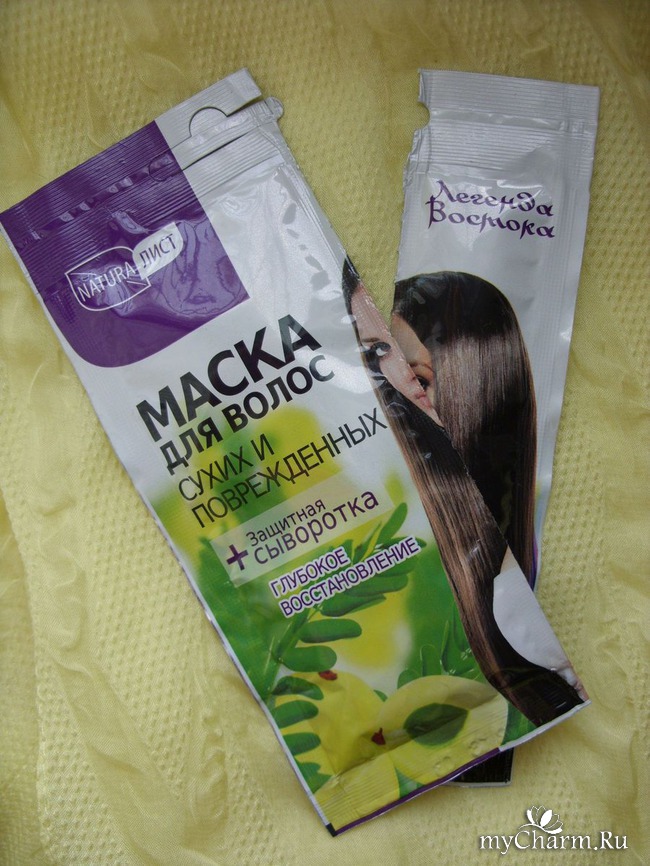 NATURA ЛИСТ
МАСКА
ДЛЯ ВОЛОС
СУХИХ И
ПОВРЕЖДЕННЫХ
+ Защитная
сыворотка
ГЛУБОКОЕ
ВОССТАНОВЛЕНИЕ
Легенда
Востока
myCharm.Ru